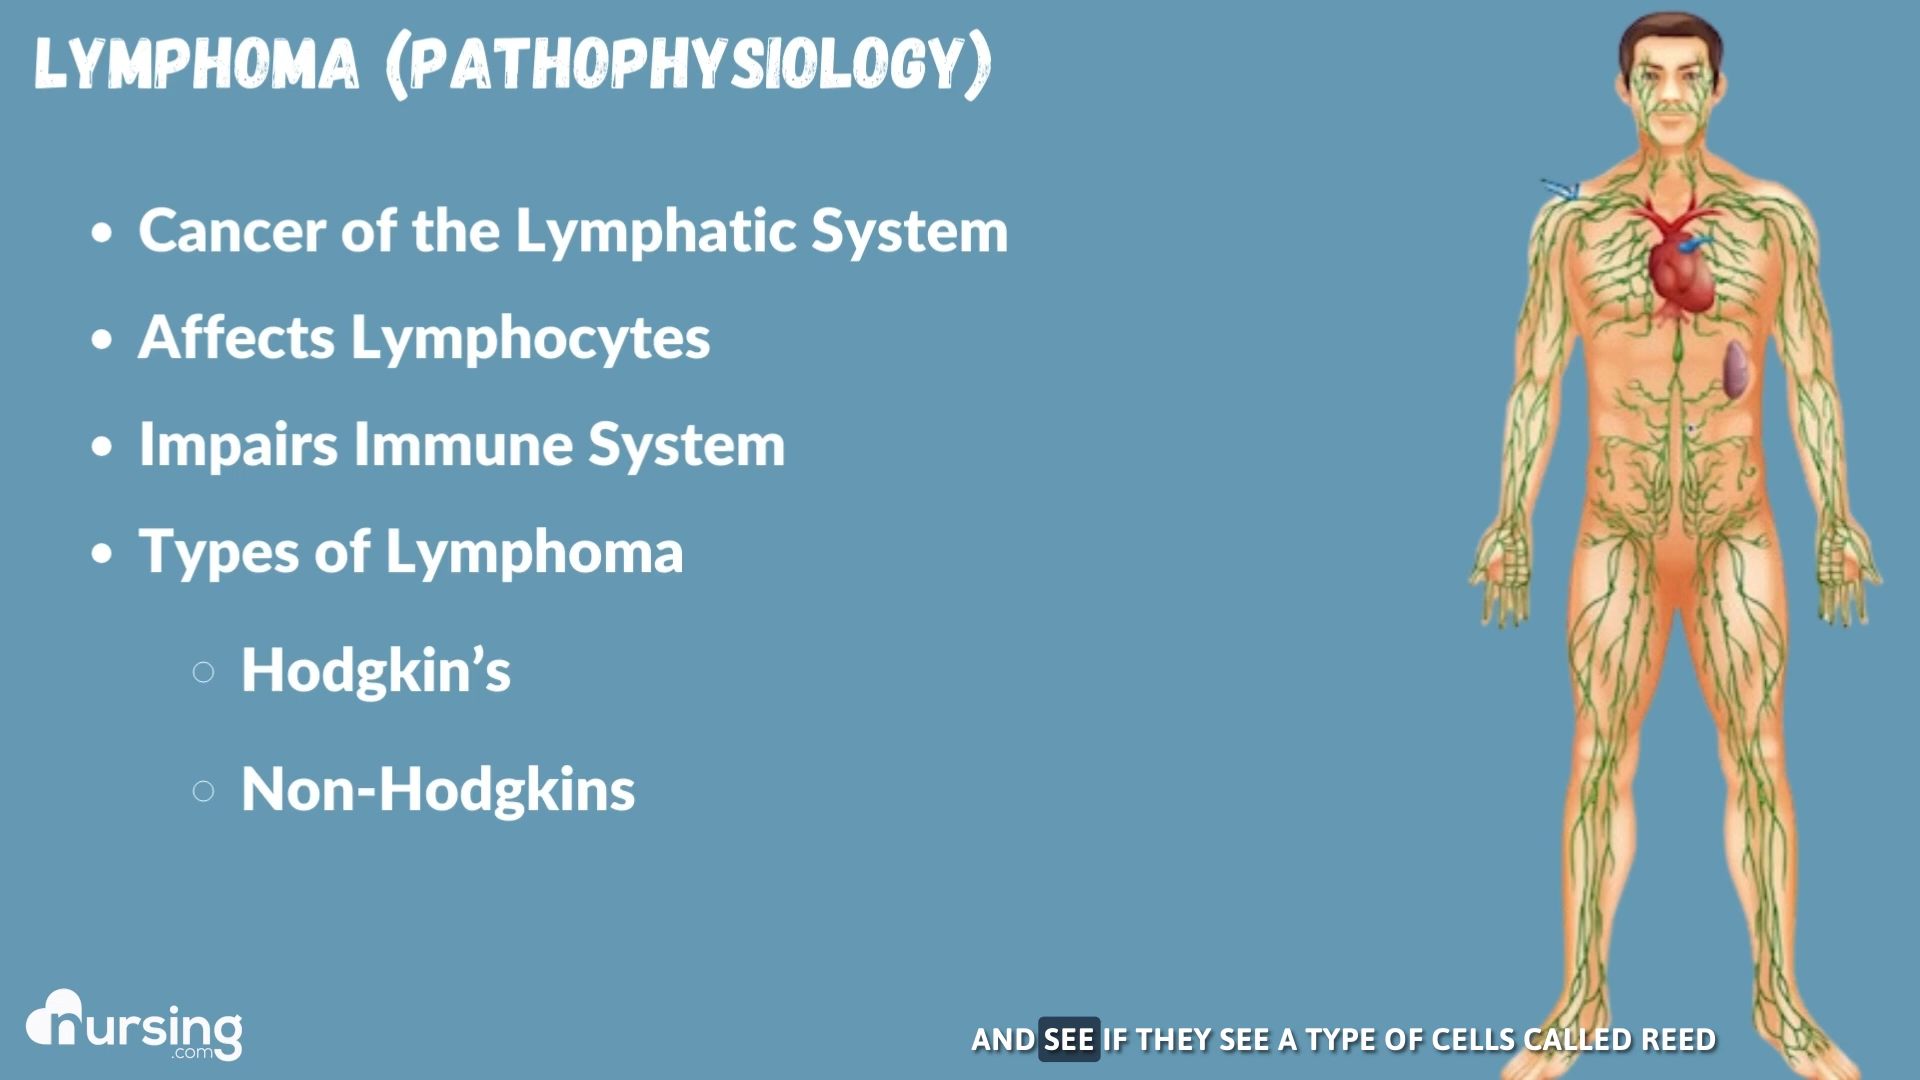 LYMPHOMA (PATHOPHYSIOLOGY)
• Cancer of the Lymphatic System
• Affects Lymphocytes
• Impairs Immune System
• Types of Lymphoma
○ Hodgkin’s
○ Non-Hodgkins
nursing
.com
AND SEE IF THEY SEE A TYPE OF CELLS CALLED REED